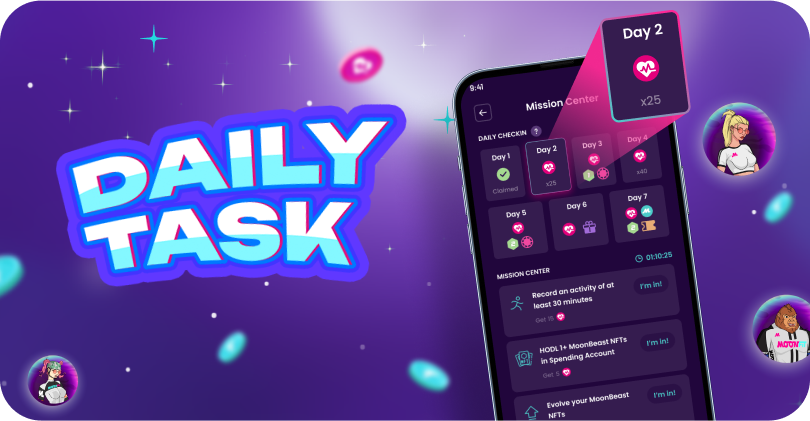 DAILY
TASK
Day 2
x25
9:41
Mission Center
DAILY CHECKIN ?
Day 1
Claimed
Day 2
x25
Day 3
Day 4
x40
Day 5
Day 6
Day 7
MISSION CENTER
01:10:25
Record an activity of at
least 30 minutes
I'm in!
HODL 1+ MoonBeast NFTs
in Spending Account
Get 5
I'm in!
Evolve your MoonBeast
NFTs
I'm in!